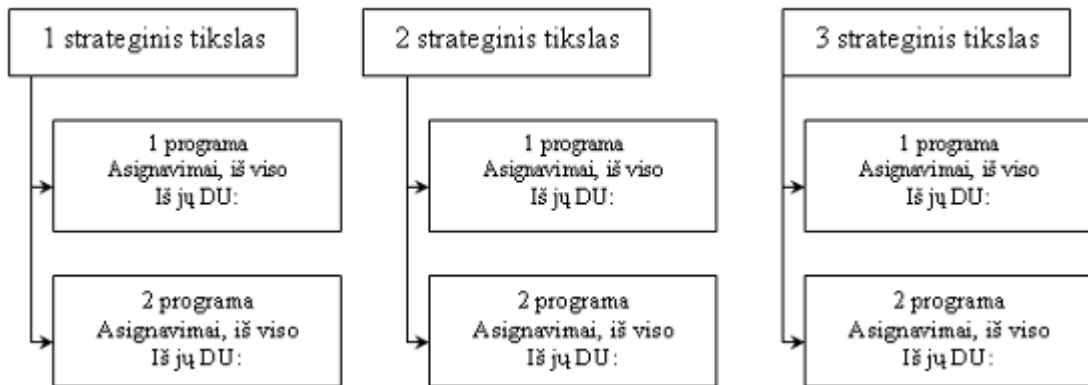 1 strateginis tikslas
2 strateginis tikslas
3 strateginis tikslas
1 programa
Asignavimai, iš viso
Iš jų DU:
1 programa
Asignavimai, iš viso
Iš jų DU:
1 programa
Asignavimai, iš viso
Iš jų DU:
2 programa
Asignavimai, iš viso
Iš jų DU:
2 programa
Asignavimai, iš viso
Iš jų DU:
2 programa
Asignavimai, iš viso
Iš jų DU: